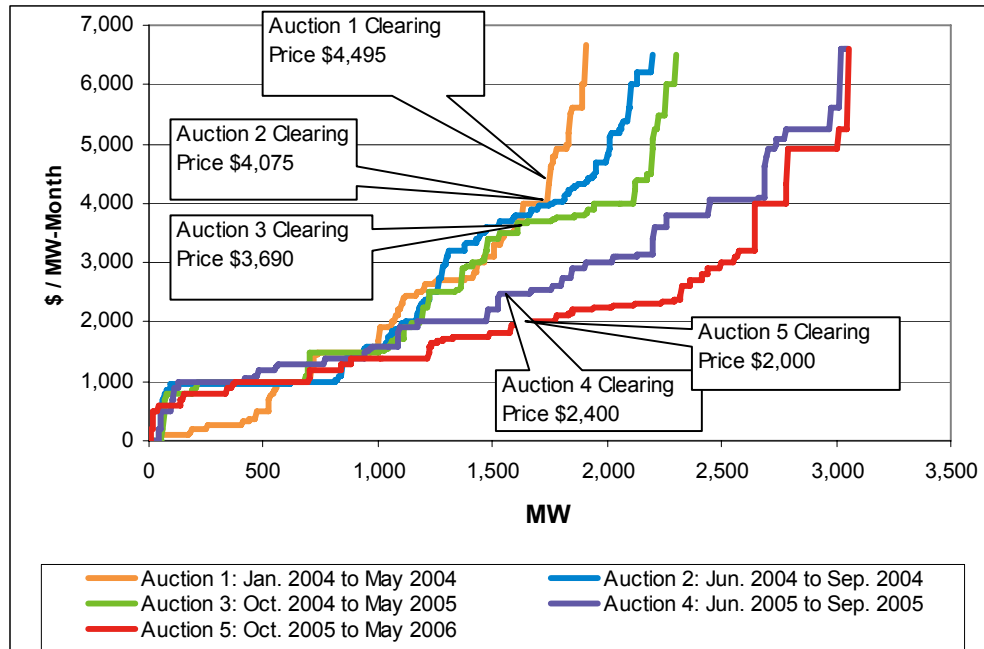 7,000
6,000
5,000
4,000
3,000
2,000
1,000
0
$ / MW-Month
Auction 1 Clearing
Price $4,495
Auction 2 Clearing
Price $4,075
Auction 3 Clearing
Price $3,690
Auction 5 Clearing
Price $2,000
Auction 4 Clearing
Price $2,400
0
500
1,000
1,500
2,000
2,500
3,000
3,500
MW
Auction 1: Jan. 2004 to May 2004
Auction 2: Jun. 2004 to Sep. 2004
Auction 3: Oct. 2004 to May 2005
Auction 4: Jun. 2005 to Sep. 2005
Auction 5: Oct. 2005 to May 2006